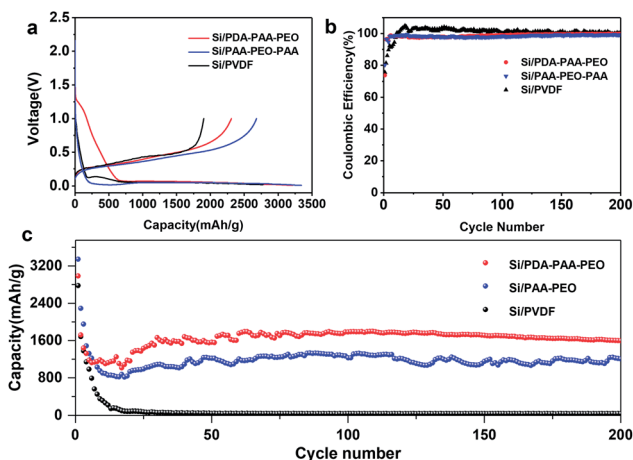 a
Si/PDA-PAA-PEO
Si/PAA-PEO-PAA
Si/PVDF
2.5
2.0
1.5
1.0
0.5
0.0
Voltage(V)
0 500 1000 1500 2000 2500 3000 3500
Capacity(mAh/g)
b
120
100
80
60
40
20
0
Coulombic Efficiency(%)
Si/PDA-PAA-PEO
Si/PAA-PEO-PAA
Si/PVDF
0 50 100 150 200
Cycle Number
c
3200
2400
1600
800
0
Capacity(mAh/g)
Si/PDA-PAA-PEO
Si/PAA-PEO
Si/PVDF
0 50 100 150 200
Cycle number